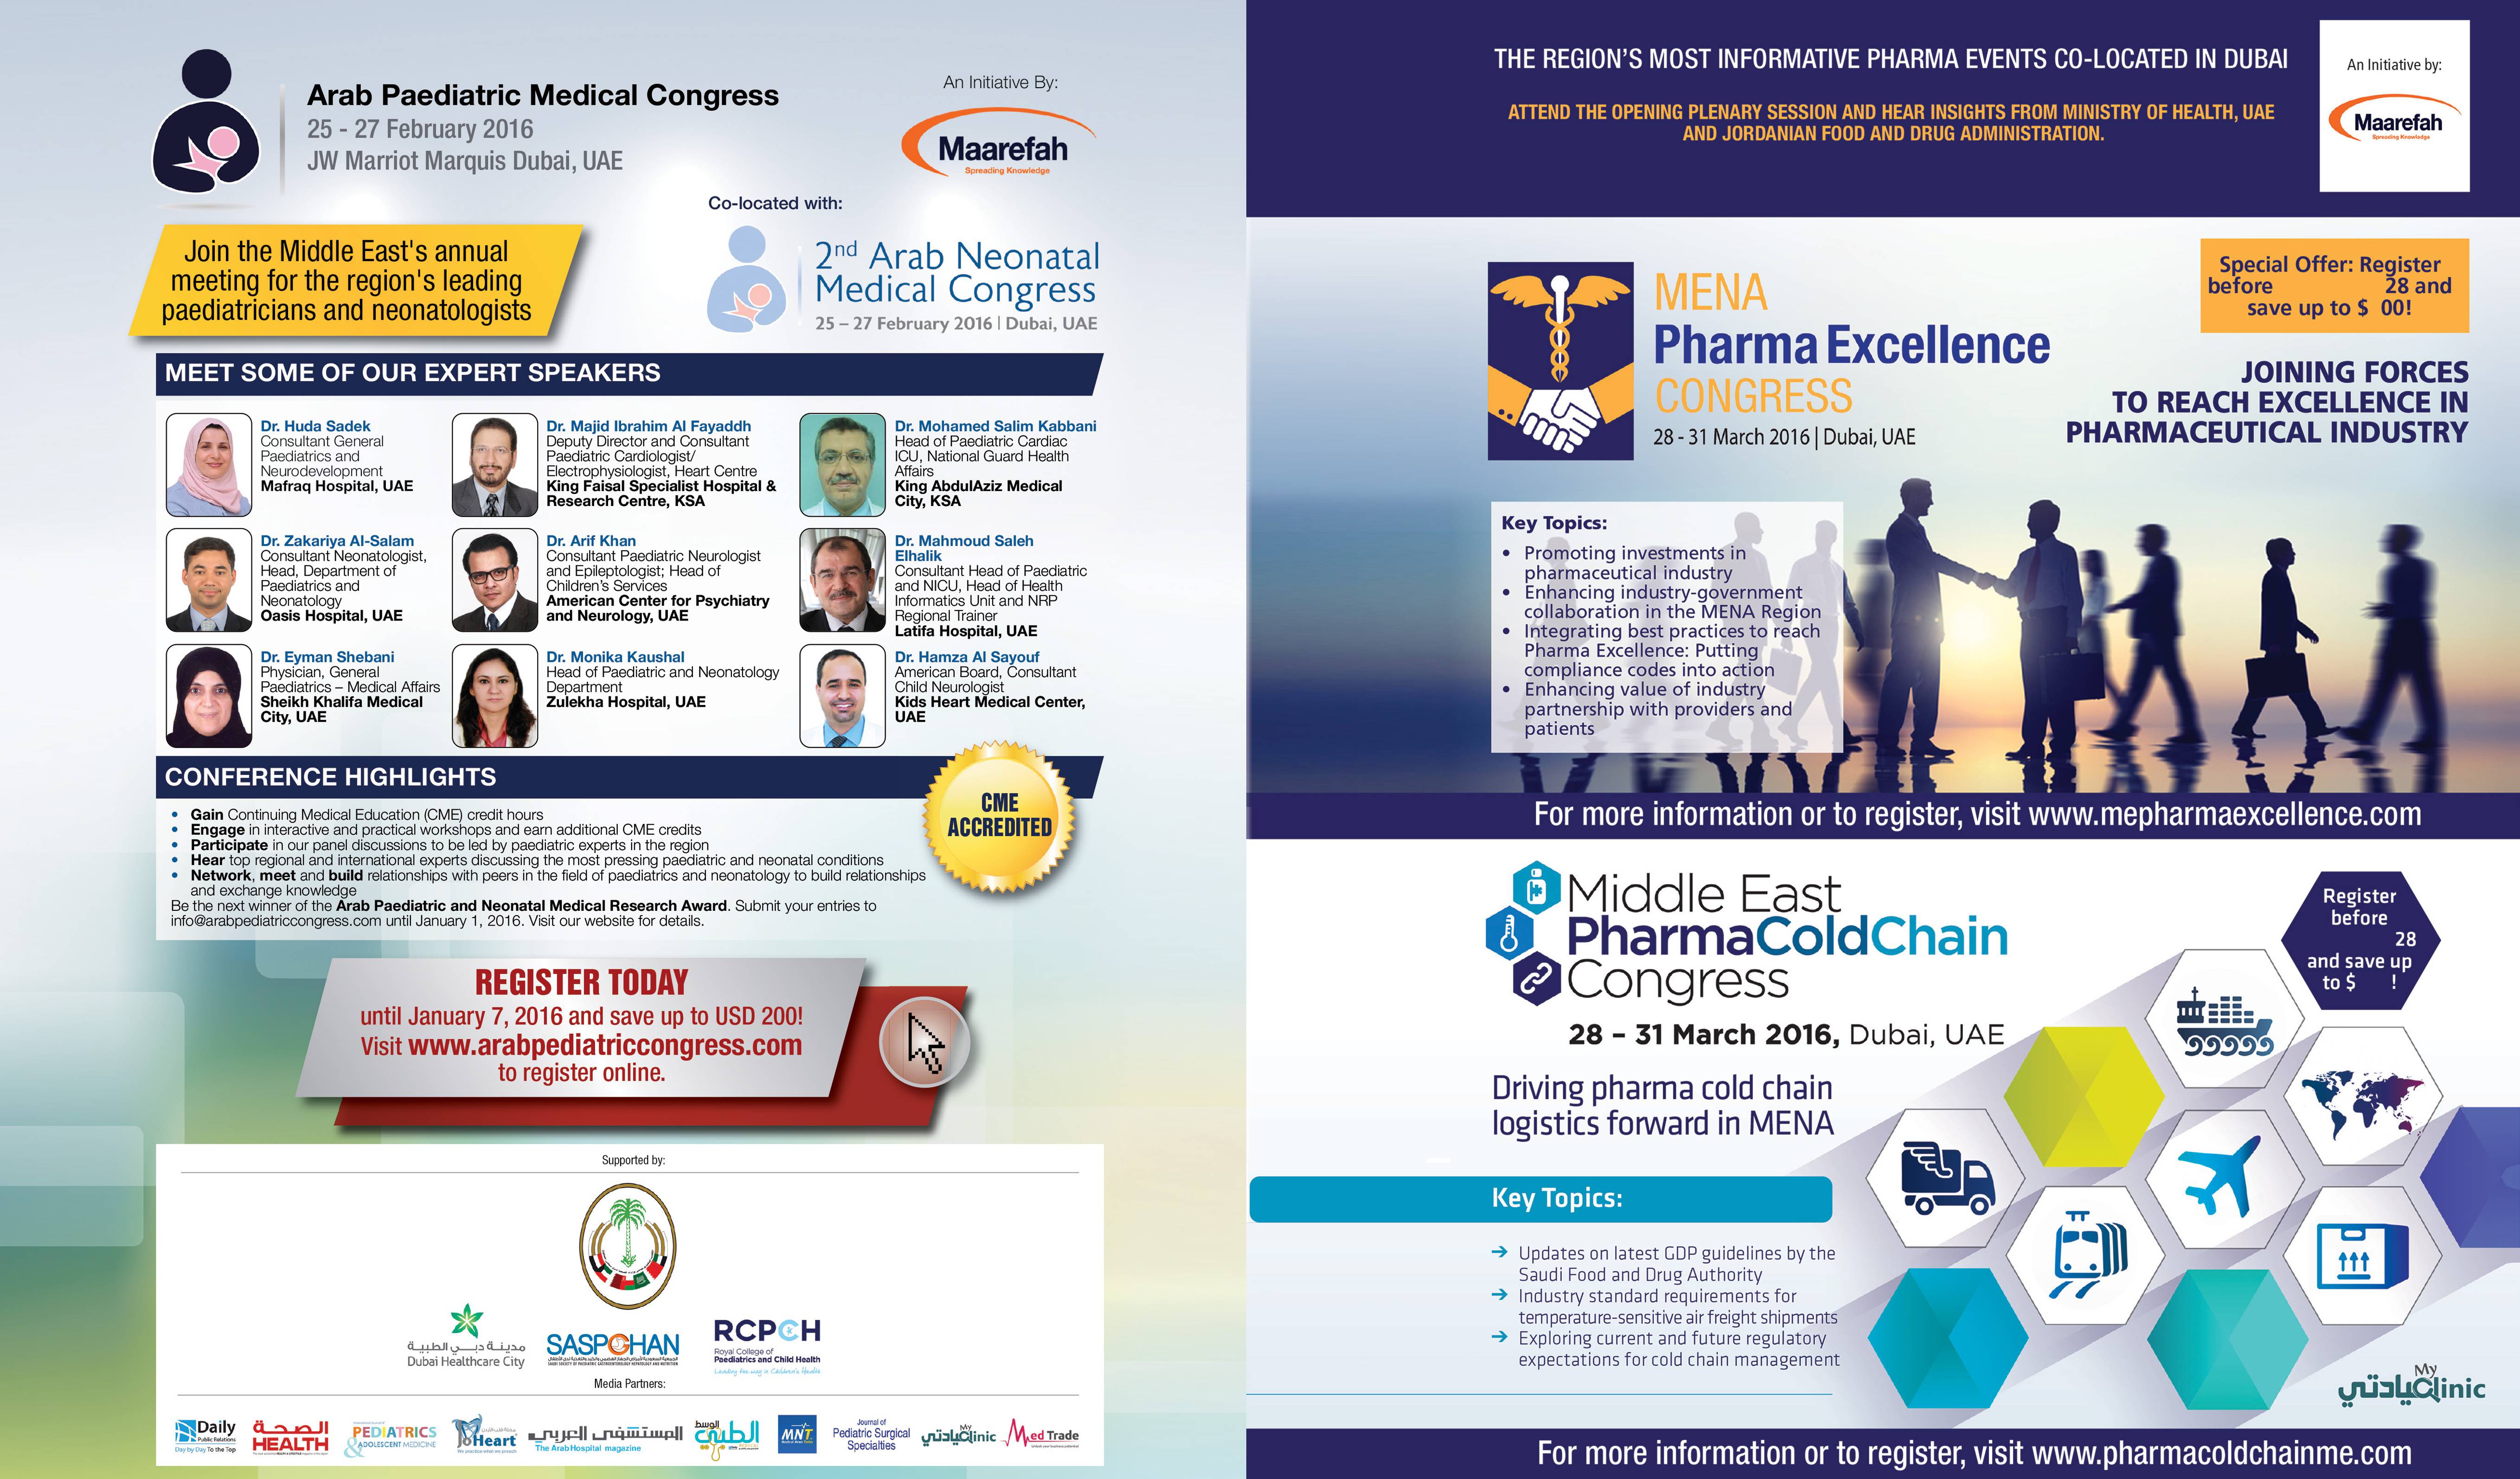 Arab Paediatric Medical Congress
25 - 27 February 2016
JW Marriot Marquis Dubai, UAE
An Initiative By:
Maarefah
Spreading Knowledge
Co-located with:
2nd Arab Neonatal
Medical Congress
25 – 27 February 2016 | Dubai, UAE
Join the Middle East's annual
meeting for the region's leading
paediatricians and neonatologists
MEET SOME OF OUR EXPERT SPEAKERS
Dr. Huda Sadek
Consultant General
Paediatrics and
Neurodevelopment
Mafraq Hospital, UAE
Dr. Majid Ibrahim Al Fayaddh
Deputy Director and Consultant
Paediatric Cardiologist/
Electrophysiologist, Heart Centre
King Faisal Specialist Hospital &
Research Centre, KSA
Dr. Mohamed Salim Kabbani
Head of Paediatric Cardiac
ICU, National Guard Health
Affairs
King AbdulAziz Medical
City, KSA
Dr. Zakariya Al-Salam
Consultant Neonatologist,
Head, Department of
Paediatrics and
Neonatology
Oasis Hospital, UAE
Dr. Arif Khan
Consultant Paediatric Neurologist
and Epileptologist; Head of
Children's Services
American Center for Psychiatry
and Neurology, UAE
Dr. Mahmoud Saleh
Elhalik
Consultant Head of Paediatric
and NICU, Head of Health
Informatics Unit and NRP
Regional Trainer
Latifa Hospital, UAE
Dr. Eyman Shebani
Physician, General
Paediatrics – Medical Affairs
Sheikh Khalifa Medical
City, UAE
Dr. Monika Kaushal
Head of Paediatric and Neonatology
Department
Zulekha Hospital, UAE
Dr. Hamza Al Sayouf
American Board, Consultant
Child Neurologist
Kids Heart Medical Center,
UAE
CONFERENCE HIGHLIGHTS
CME
ACCREDITED
• Gain Continuing Medical Education (CME) credit hours
• Engage in interactive and practical workshops and earn additional CME credits
• Participate in our panel discussions to be led by paediatric experts in the region
• Hear top regional and international experts discussing the most pressing paediatric and neonatal conditions
• Network, meet and build relationships with peers in the field of paediatrics and neonatology to build relationships
and exchange knowledge
Be the next winner of the Arab Paediatric and Neonatal Medical Research Award. Submit your entries to
info@arabpediatriccongress.com until January 1, 2016. Visit our website for details.
REGISTER TODAY
until January 7, 2016 and save up to USD 200!
Visit www.arabpediatriccongress.com
to register online.
Supported by:
مدينة دبي الطبية
Dubai Healthcare City
SASPGHAN
RCPCH
Royal College of
Paediatrics and Child Health
Leading the way in Children's Health
Media Partners:
Daily
Public Relations
Day by Day To the Top
الصحة
HEALTH
PEDIATRICS
& ADOLESCENT MEDICINE
JoHeart
المستشفى العربي
The Arab Hospital magazine
الطبيب
MNT
Journal of
Pediatric Surgical
Specialties
My
عيادتي Clinic
Med Trade
THE REGION'S MOST INFORMATIVE PHARMA EVENTS CO-LOCATED IN DUBAI
ATTEND THE OPENING PLENARY SESSION AND HEAR INSIGHTS FROM MINISTRY OF HEALTH, UAE
AND JORDANIAN FOOD AND DRUG ADMINISTRATION.
An Initiative by:
Maarefah
Spreading Knowledge
MENA
Pharma Excellence
CONGRESS
28 - 31 March 2016 | Dubai, UAE
Special Offer: Register
before 28 and
save up to $ 00!
JOINING FORCES
TO REACH EXCELLENCE IN
PHARMACEUTICAL INDUSTRY
Key Topics:
• Promoting investments in
pharmaceutical industry
• Enhancing industry-government
collaboration in the MENA Region
• Integrating best practices to reach
Pharma Excellence: Putting
compliance codes into action
• Enhancing value of industry
partnership with providers and
patients
For more information or to register, visit www.mepharmaexcellence.com
Middle East
PharmaColdChain
Congress
28 – 31 March 2016, Dubai, UAE
Register
before
28
and save up
to $ !
Driving pharma cold chain
logistics forward in MENA
Key Topics:
➔ Updates on latest GDP guidelines by the
Saudi Food and Drug Authority
➔ Industry standard requirements for
temperature-sensitive air freight shipments
➔ Exploring current and future regulatory
expectations for cold chain management
My
عيادتي Clinic
For more information or to register, visit www.pharmacoldchainme.com